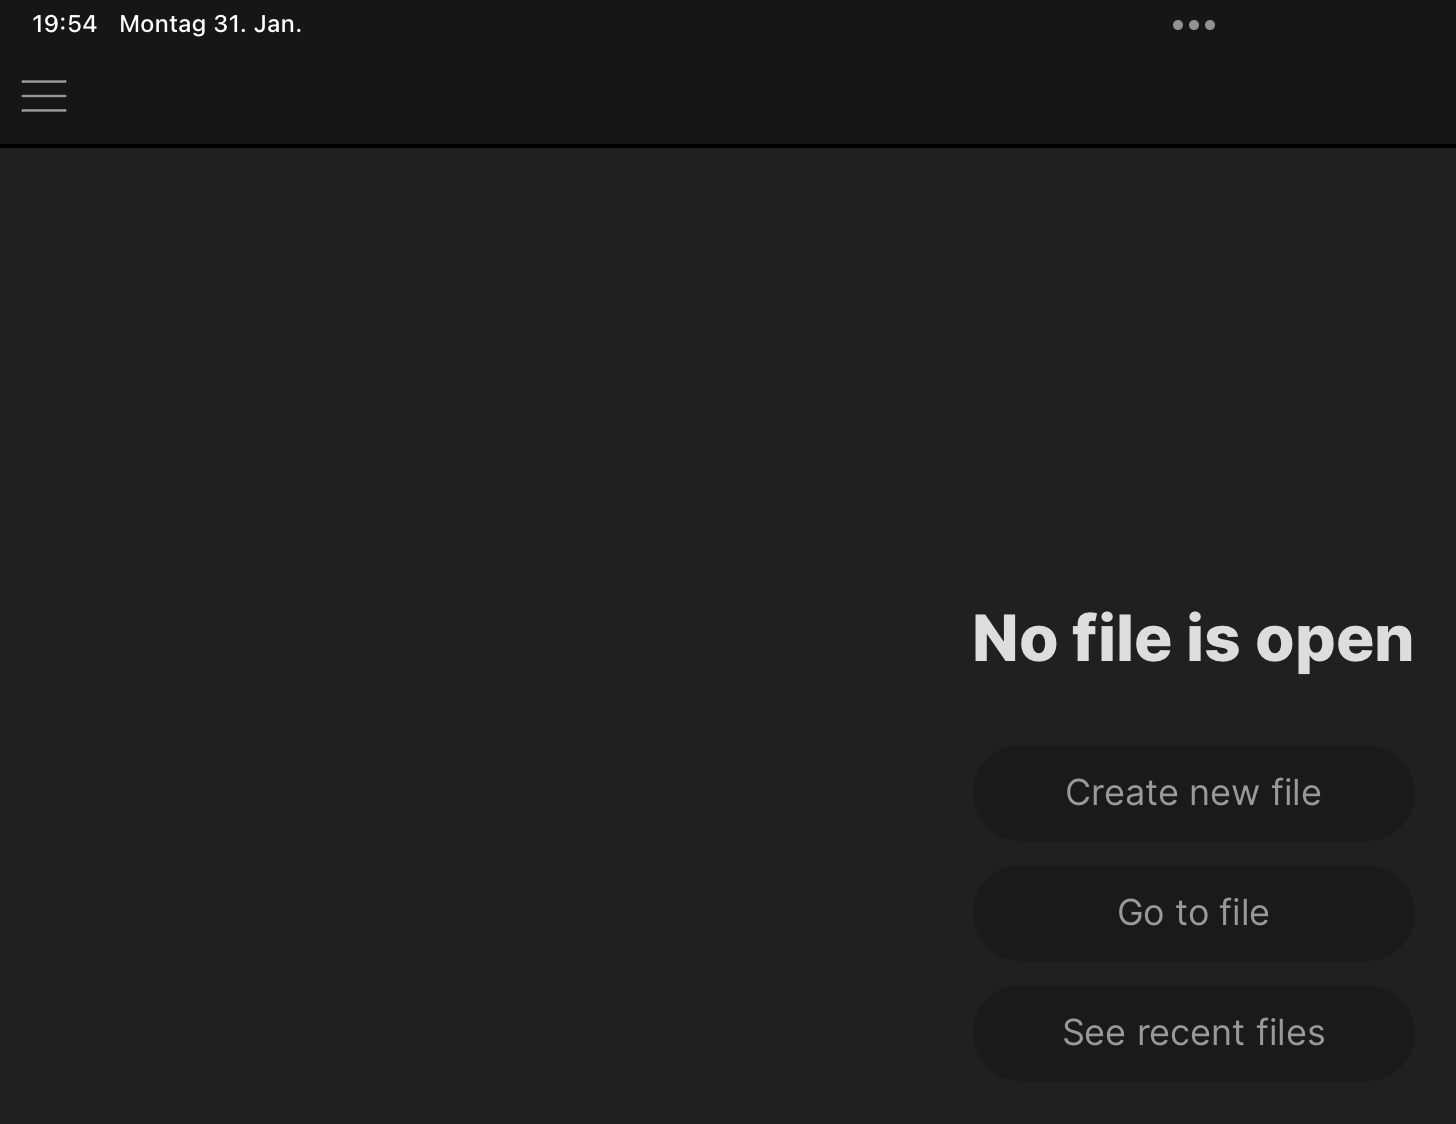 19:54 Montag 31. Jan.
No file is open
Create new file
Go to file
See recent files